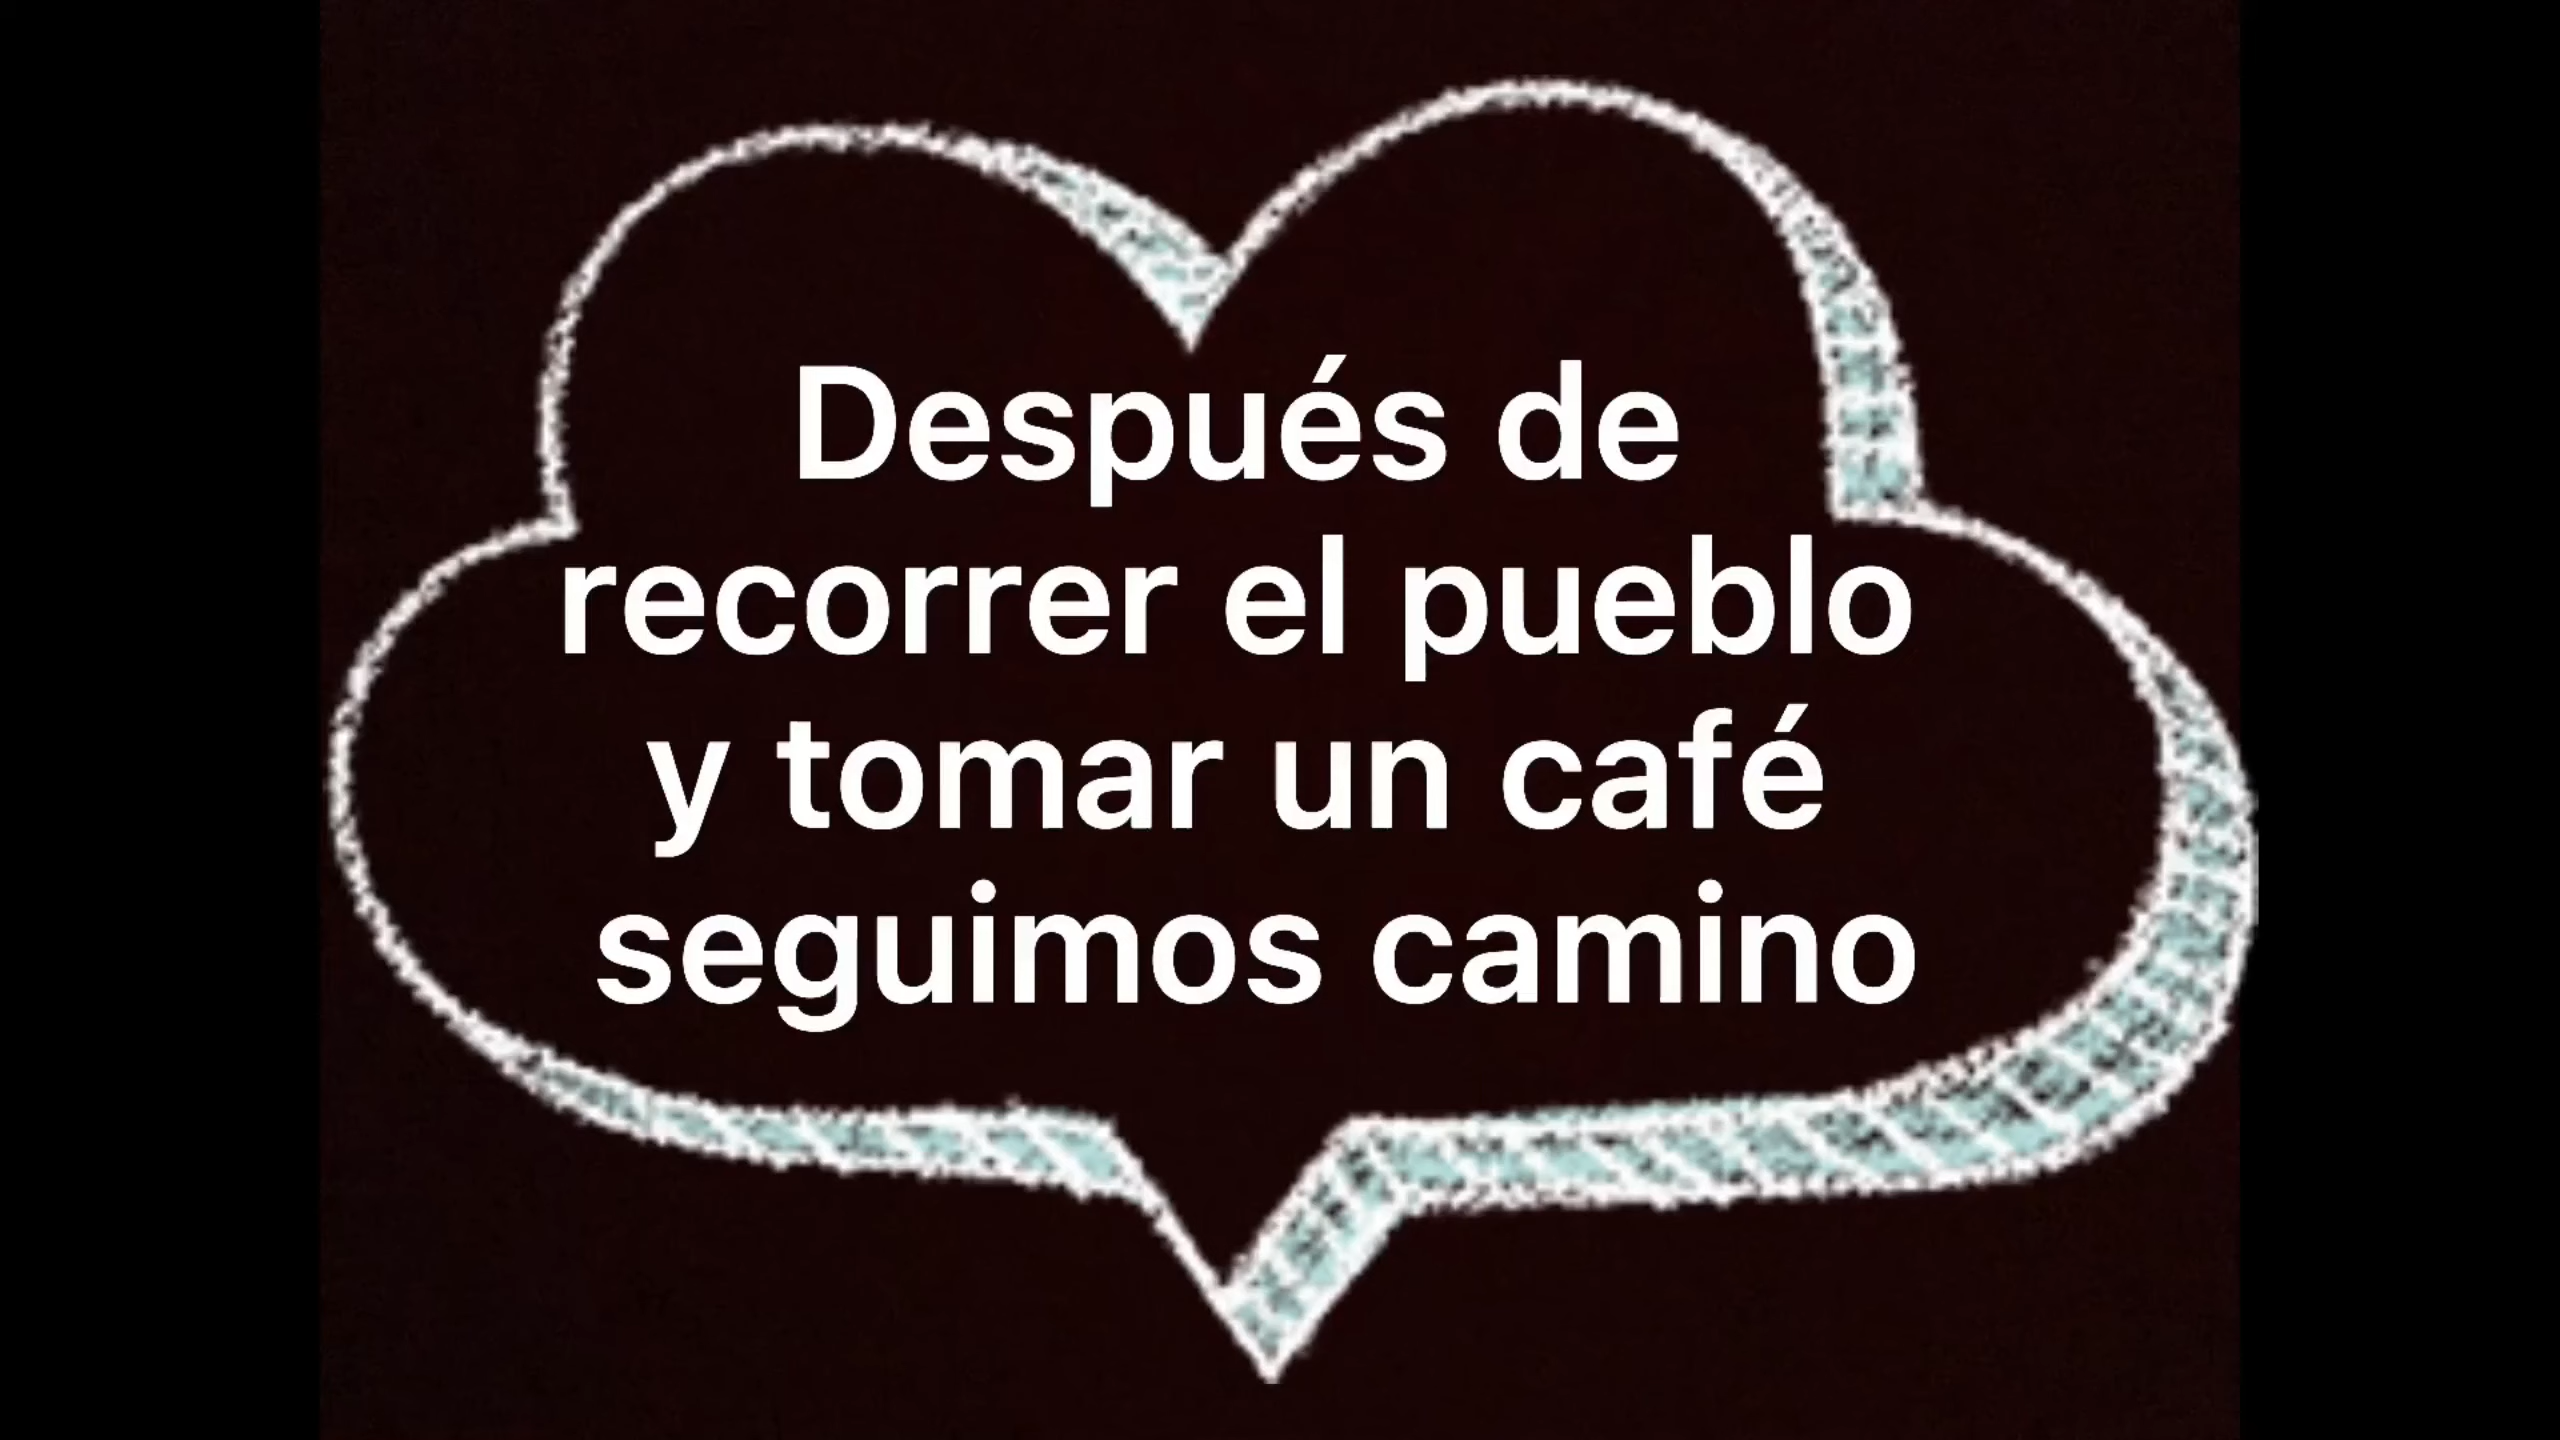 Después de
recorrer el pueblo
y tomar un café
seguimos camino